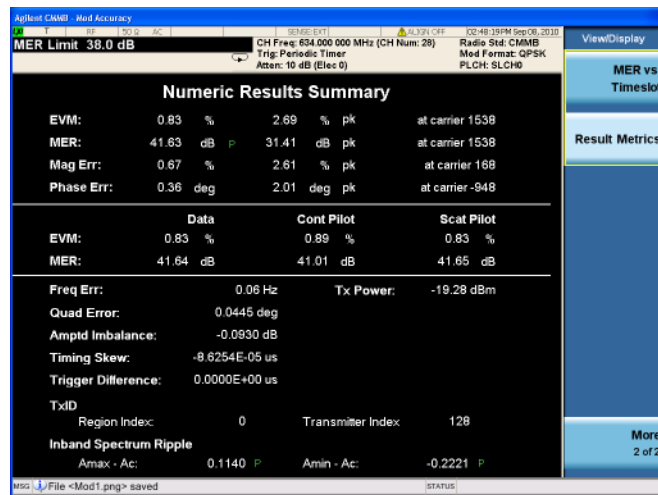 Agilent CMMB - Mod Accuracy
T RF 50 Ω AC SENSE:EXT ALIGN OFF 02:48:19PM Sep 08, 2010
MER Limit 38.0 dB
CH Freq: 634.000 000 MHz (CH Num: 28) Radio Std: CMMB
Trig: Periodic Timer Mod Format: QPSK
Atten: 10 dB (Elec 0) PLCH: SLCH0
View/Display
MER vs
Timeslo
Result Metrics
More
2 of 2
Numeric Results Summary
EVM: 0.83 % 2.69 % pk at carrier 1538
MER: 41.63 dB P 31.41 dB pk at carrier 1538
Mag Err: 0.67 % 2.61 % pk at carrier 168
Phase Err: 0.36 deg 2.01 deg pk at carrier -948
Data Cont Pilot Scat Pilot
EVM: 0.83 % 0.89 % 0.83 %
MER: 41.64 dB 41.01 dB 41.65 dB
Freq Err: 0.06 Hz Tx Power: -19.28 dBm
Quad Error: 0.0445 deg
Amptd Imbalance: -0.0930 dB
Timing Skew: -8.6254E-05 us
Trigger Difference: 0.0000E+00 us
TxID
Region Index: 0 Transmitter Index 128
Inband Spectrum Ripple
Amax - Ac: 0.1140 P Amin - Ac: -0.2221 P
MSG File <Mod1.png> saved STATUS